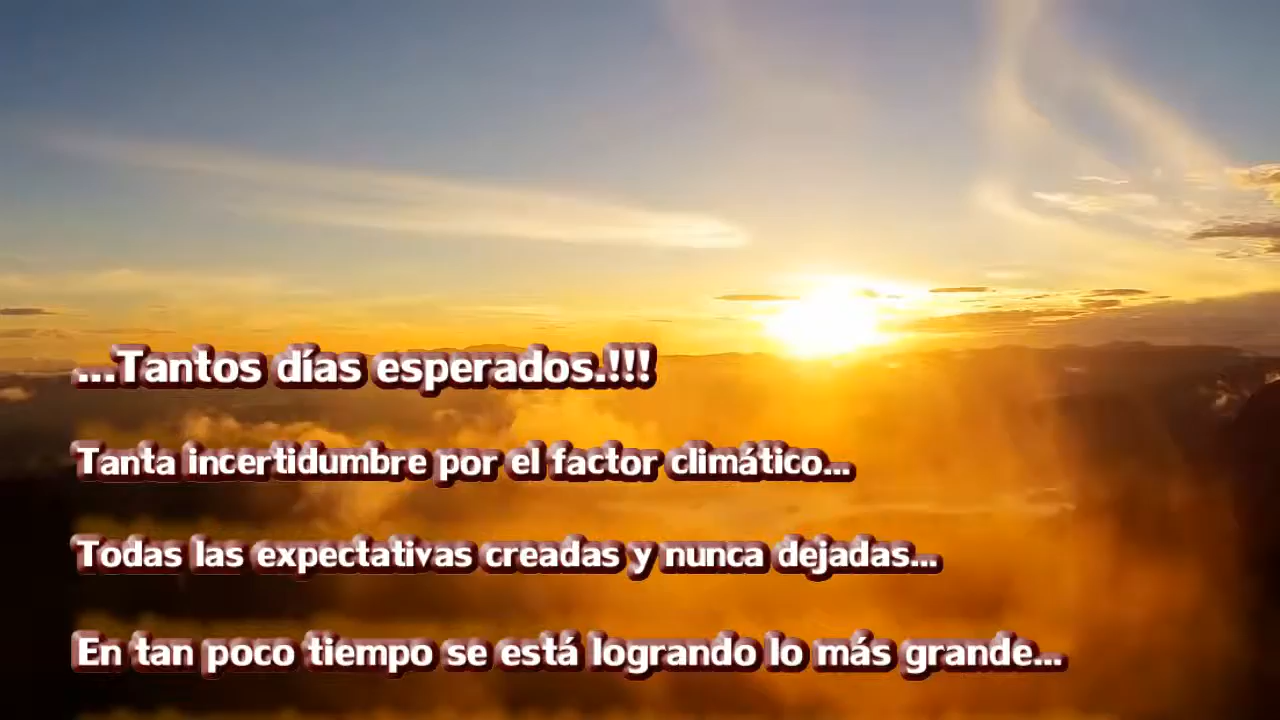 ...Tantos días esperados.!!!
Tanta incertidumbre por el factor climático...
Todas las expectativas creadas y nunca dejadas...
En tan poco tiempo se está logrando lo más grande...